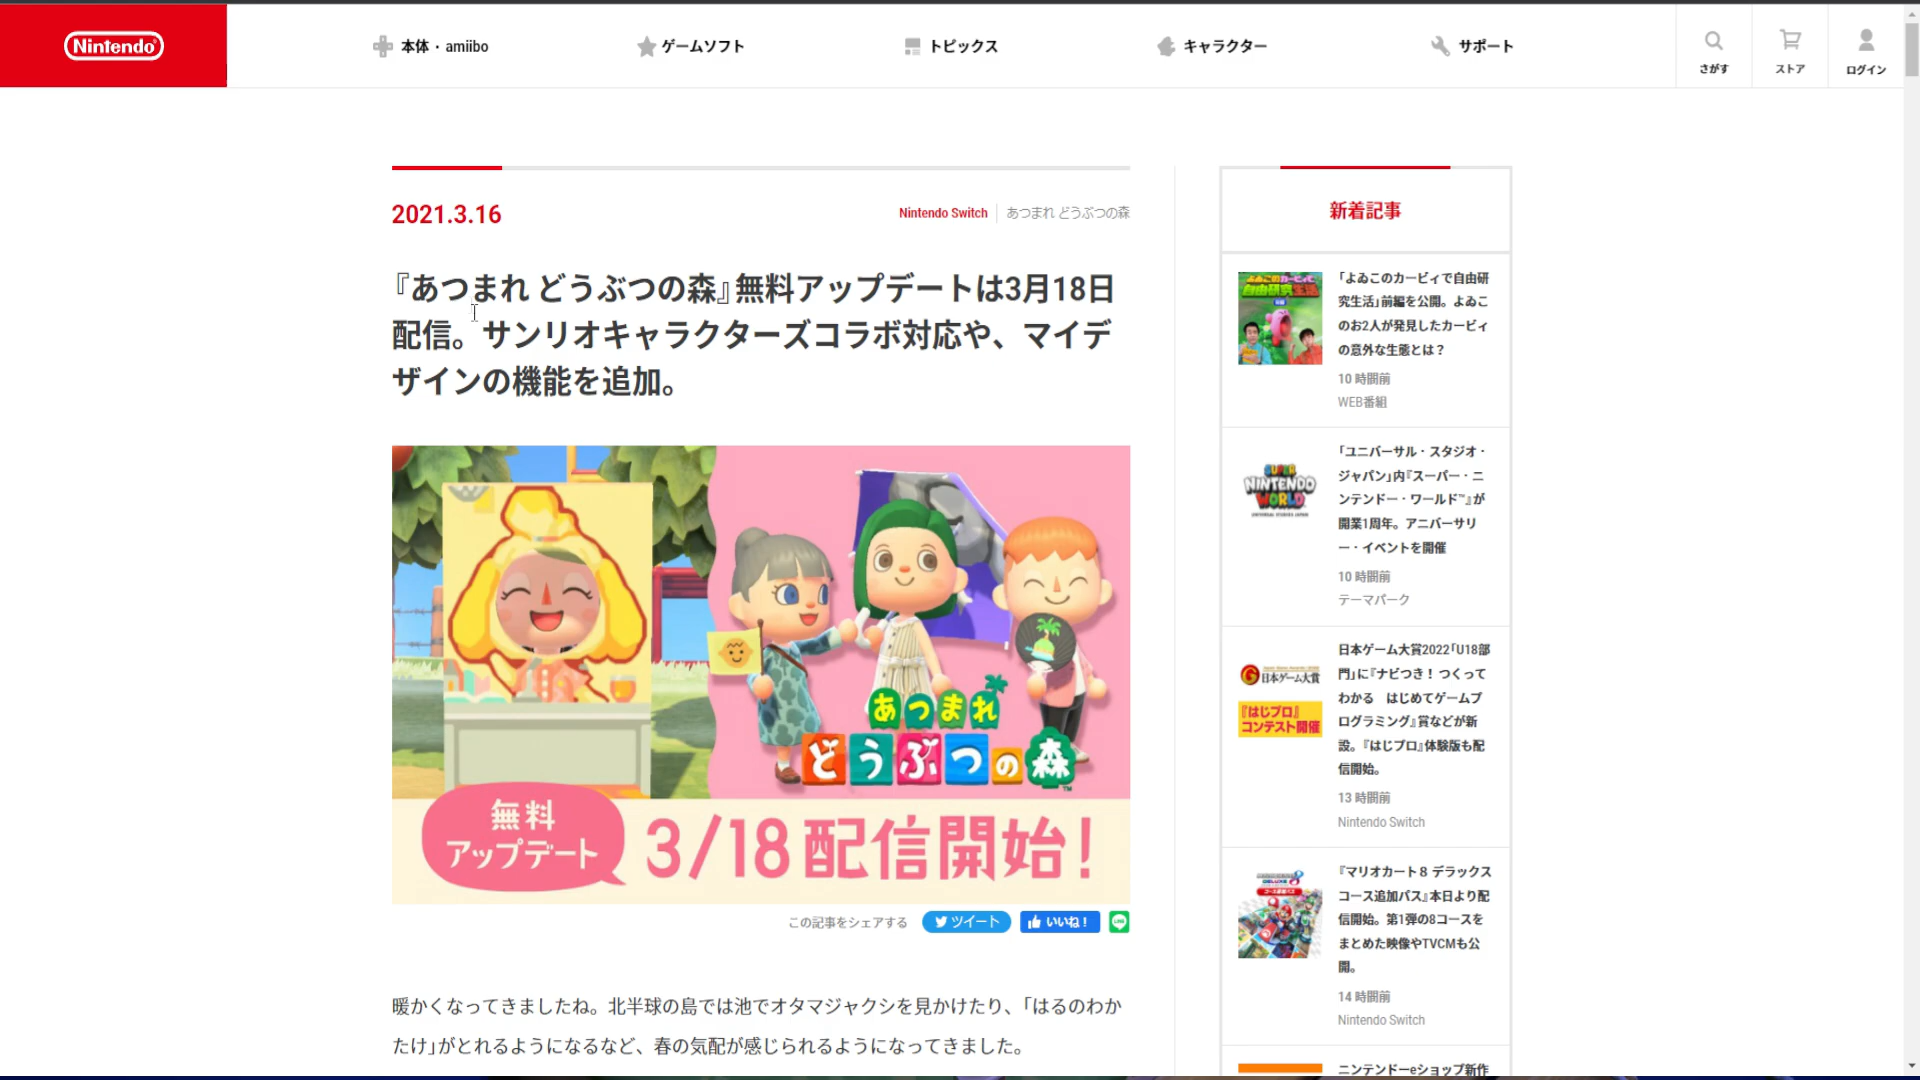 Nintendo
本体・amiibo
ゲームソフト
トピックス
キャラクター
サポート
さがす
ストア
ログイン
2021.3.16
Nintendo Switch
あつまれ どうぶつの森
『あつまれ どうぶつの森』無料アップデートは3月18日
配信。サンリオキャラクターズコラボ対応や、マイデ
ザインの機能を追加。
あつまれ
どうぶつの森
無料
アップデート
3/18配信開始!
この記事をシェアする
ツイート
いいね!
暖かくなってきましたね。北半球の島では池でオタマジャクシを見かけたり、「はるのわか
たけ」がとれるようになるなど、春の気配が感じられるようになってきました。
新着記事
自由研究生活
「よゐこのカービィで自由研
究生活」前編を公開。よゐこ
のお2人が発見したカービィ
の意外な生態とは?
10 時間前
WEB番組
SUPER
NINTENDO
WORLD
「ユニバーサル・スタジオ・
ジャパン」内『スーパー・ニ
ンテンドー・ワールド™』が
開業1周年。アニバーサリ
ー・イベントを開催
10 時間前
テーマパーク
日本ゲーム大賞
『はじプロ』
コンテスト開催
日本ゲーム大賞2022「U18部
門」に『ナビつき! つくって
わかる はじめてゲームプ
ログラミング』賞などが新
設。『はじプロ』体験版も配
信開始。
13 時間前
Nintendo Switch
『マリオカート８ デラックス
コース追加パス』本日より配
信開始。第1弾の8コースを
まとめた映像やTVCMも公
開。
14 時間前
Nintendo Switch
ニンテンドーeショップ新作